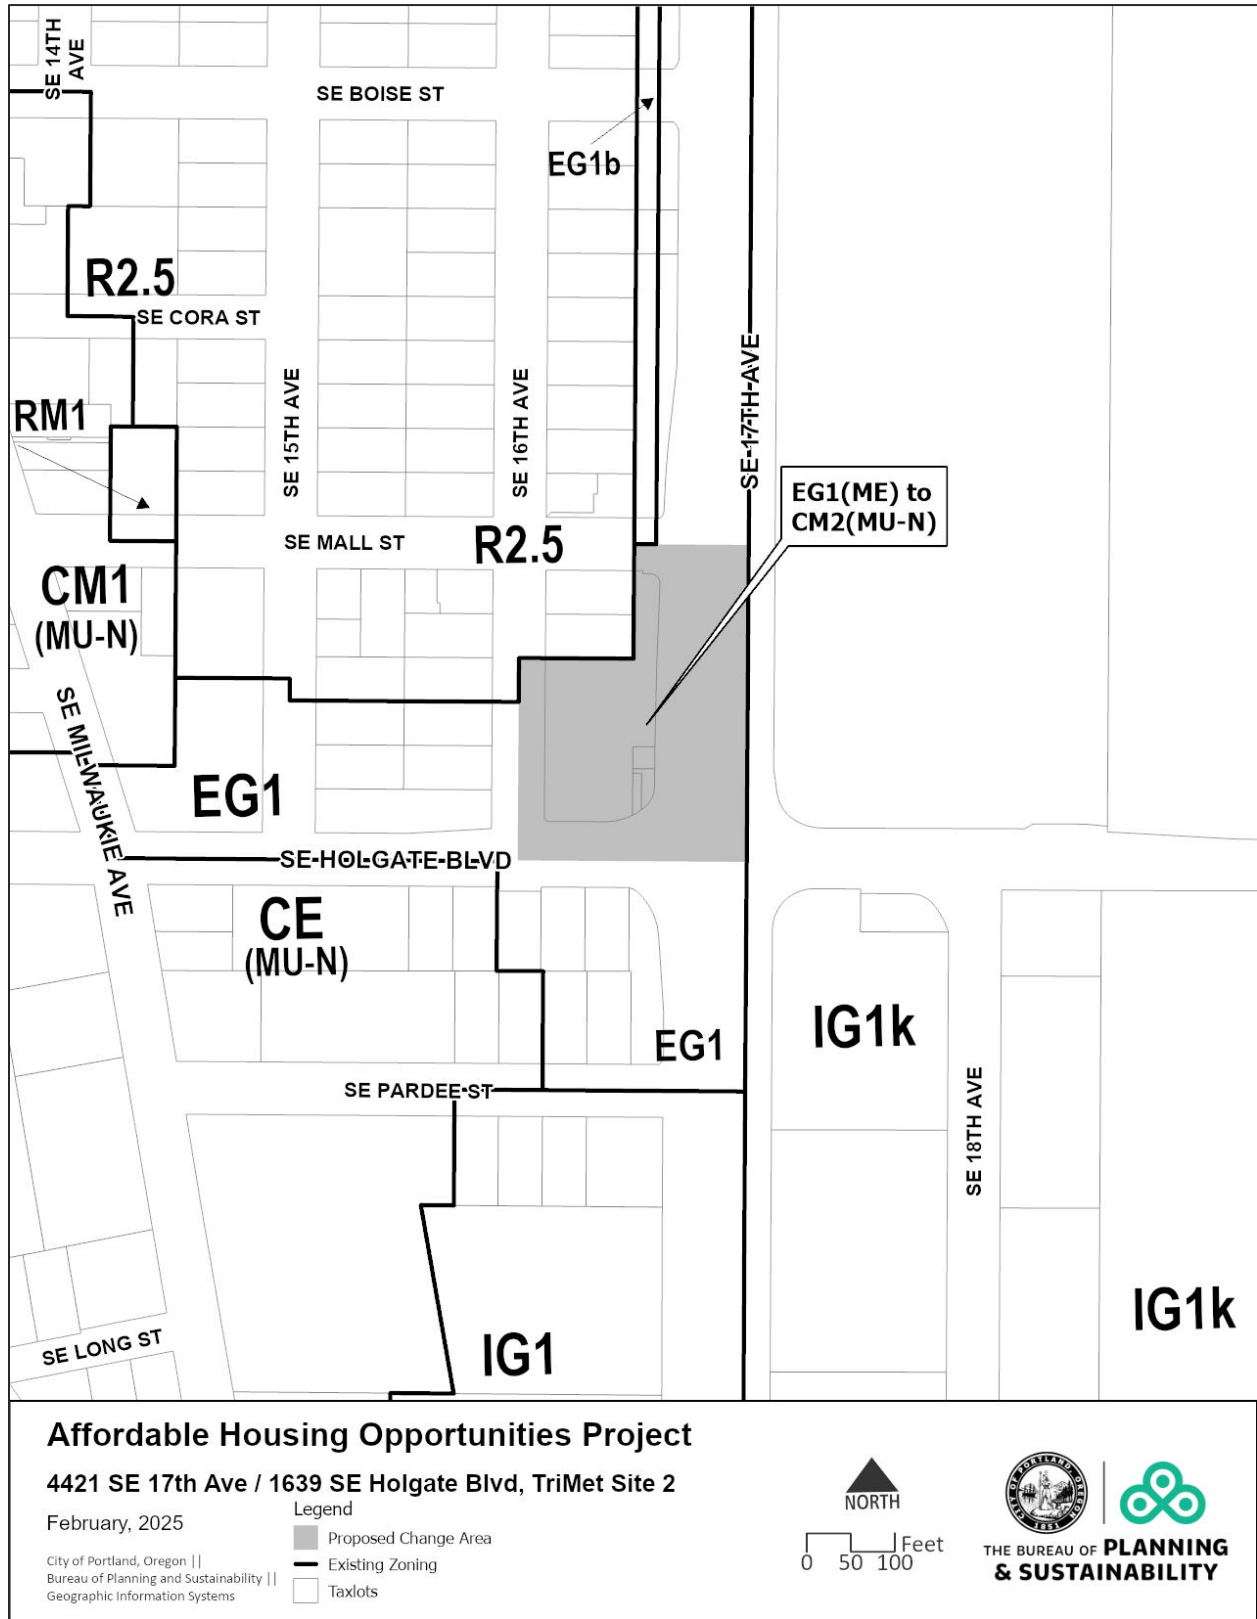 SE 14TH
AVE
SE BOISE ST
EG1b
R2.5
SE CORA ST
RM1
SE 15TH AVE
SE 16TH AVE
SE 17TH AVE
EG1(ME) to
CM2(MU-N)
SE MALL ST
R2.5
CM1
(MU-N)
SE MILWAUKIE AVE
EG1
SE HOLGATE BLVD
CE
(MU-N)
IG1k
EG1
SE PARDEE ST
SE 18TH AVE
IG1k
SE LONG ST
IG1
Affordable Housing Opportunities Project
4421 SE 17th Ave / 1639 SE Holgate Blvd, TriMet Site 2
February, 2025
City of Portland, Oregon ||
Bureau of Planning and Sustainability ||
Geographic Information Systems
Legend
Proposed Change Area
Existing Zoning
Taxlots
NORTH
Feet
0 50 100
CITY OF PORTLAND, OREGON
1851
THE BUREAU OF PLANNING
& SUSTAINABILITY